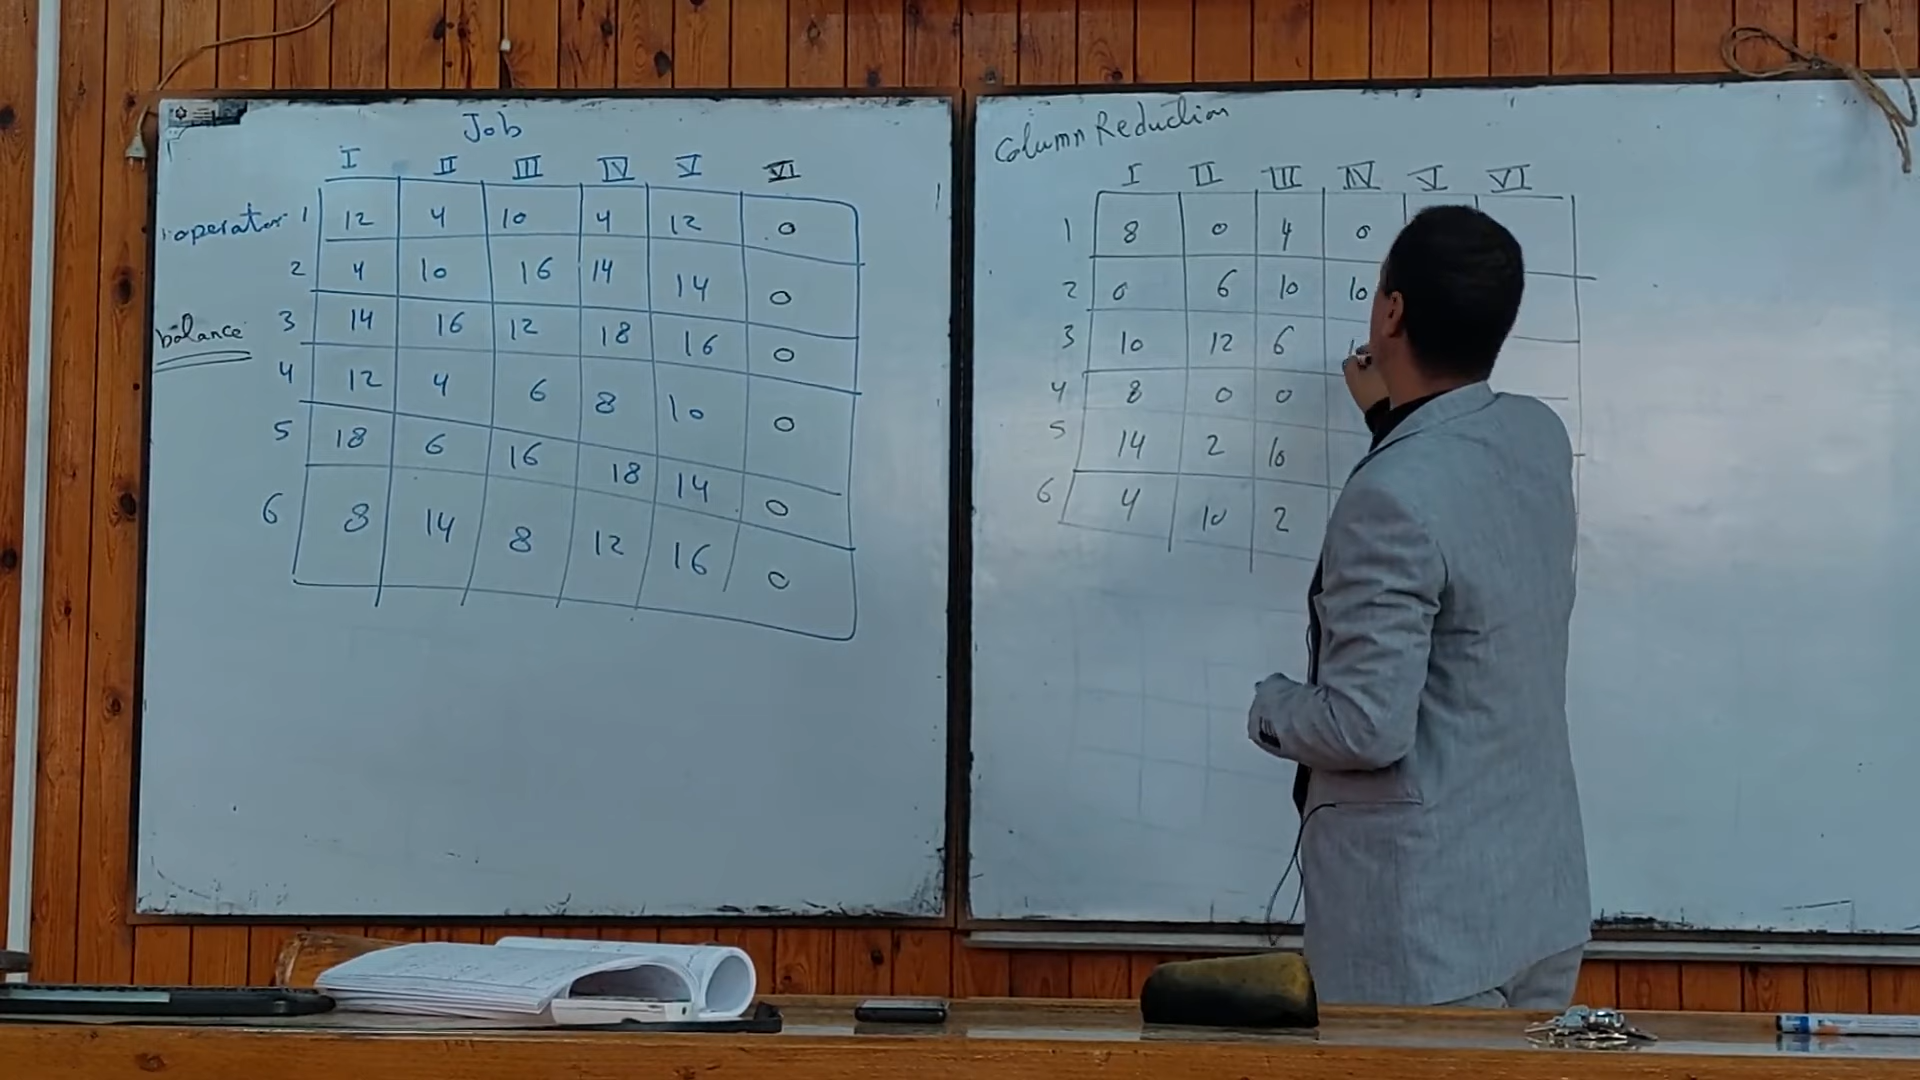 Job
I II III IV V VI
operator 1 12 4 10 4 12 0
2 4 10 16 14 14 0
balance 3 14 16 12 18 16 0
4 12 4 6 8 10 0
5 18 6 16 18 14 0
6 8 14 8 12 16 0
Column Reduction
I II III IV V VI
1 8 0 4 0
2 0 6 10 10
3 10 12 6 1
4 8 0 0
5 14 2 10
6 4 10 2